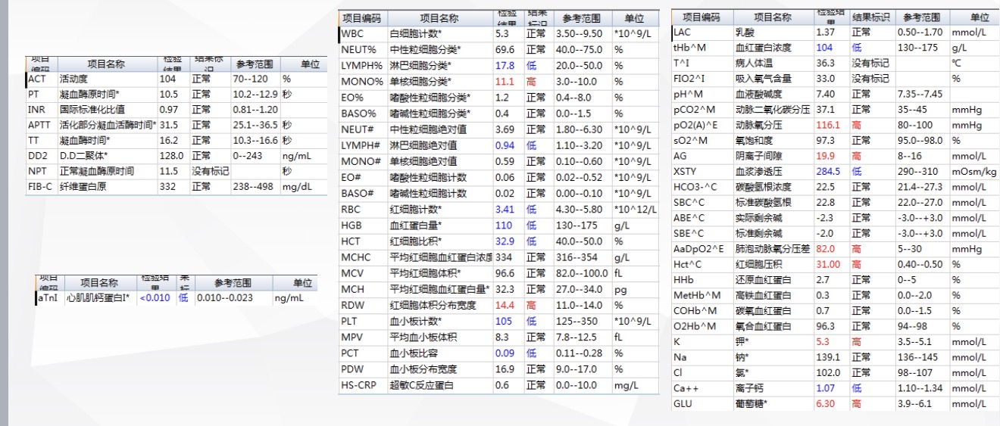 项目编码 项目名称 检验结果 结果标识 参考范围 单位
ACT 活动度 104 正常 70--120 %
PT 凝血酶原时间* 10.5 正常 10.2--12.9 秒
INR 国际标准化比值 0.97 正常 0.81--1.20
APTT 活化部分凝血活酶时间* 31.5 正常 25.1--36.5 秒
TT 凝血酶时间* 16.2 正常 10.3--16.6 秒
DD2 D.D二聚体* 128.0 正常 0--243 ng/mL
NPT 正常凝血酶原时间 11.5 没有标记 秒
FIB-C 纤维蛋白原 332 正常 238--498 mg/dL
项目编码 项目名称 检验结果 果标 参考范围 单位
aTnI 心肌肌钙蛋白I* <0.010 低 0.010--0.023 ng/mL
项目编码 项目名称 检验结果 结果标识 参考范围 单位
WBC 白细胞计数* 5.3 正常 3.50--9.50 *10^9/L
NEUT% 中性粒细胞分类* 69.6 正常 40.0--75.0 %
LYMPH% 淋巴细胞分类* 17.8 低 20.0--50.0 %
MONO% 单核细胞分类* 11.1 高 3.0--10.0 %
EO% 嗜酸性粒细胞分类* 1.2 正常 0.4--8.0 %
BASO% 嗜碱性粒细胞分类* 0.4 正常 0.0--1.5 %
NEUT# 中性粒细胞绝对值 3.69 正常 1.80--6.30 *10^9/L
LYMPH# 淋巴细胞绝对值 0.94 低 1.10--3.20 *10^9/L
MONO# 单核细胞绝对值 0.59 正常 0.10--0.60 *10^9/L
EO# 嗜酸性粒细胞计数 0.06 正常 0.02--0.52 *10^9/L
BASO# 嗜碱性粒细胞计数 0.02 正常 0.00--0.10 *10^9/L
RBC 红细胞计数* 3.41 低 4.30--5.80 *10^12/L
HGB 血红蛋白量* 110 低 130--175 g/L
HCT 红细胞比积* 32.9 低 40.0--50.0 %
MCHC 平均红细胞血红蛋白浓度 334 正常 316--354 g/L
MCV 平均红细胞体积* 96.6 正常 82.0--100.0 fL
MCH 平均红细胞血红蛋白量* 32.3 正常 27.0--34.0 pg
RDW 红细胞体积分布宽度 14.4 高 11.0--14.0 %
PLT 血小板计数* 105 低 125--350 *10^9/L
MPV 平均血小板体积 8.3 正常 7.8--12.5 fL
PCT 血小板比容 0.09 低 0.11--0.28 %
PDW 血小板分布宽度 16.9 正常 9.0--17.0 %
HS-CRP 超敏C反应蛋白 0.6 正常 0.0--10.0 mg/L
项目编码 项目名称 检验结果 结果标识 参考范围 单位
LAC 乳酸 1.37 正常 0.50--1.70 mmol/L
tHb^M 血红蛋白浓度 104 低 130--175 g/L
T^I 病人体温 36.3 没有标记 ℃
FIO2^I 吸入氧气含量 33.0 没有标记 %
pH^M 血液酸碱度 7.40 正常 7.35--7.45
pCO2^M 动脉二氧化碳分压 37.1 正常 35--45 mmHg
pO2(A)^E 动脉氧分压 116.1 高 80--100 mmHg
sO2^M 氧饱和度 97.3 正常 95.0--98.0 %
AG 阴离子间隙 19.9 高 8--16 mmol/L
XSTY 血浆渗透压 284.5 低 290--310 mOsm/kg
HCO3-^C 碳酸氢根浓度 22.5 正常 21.4--27.3 mmol/L
SBC^C 标准碳酸氢根 22.8 正常 22.0--27.0 mmol/L
ABE^C 实际剩余碱 -2.3 正常 -3.0--+3.0 mmol/L
SBE^C 标准剩余碱 -2.0 正常 -3.0--+3.0 mmol/L
AaDpO2^E 肺泡动脉氧分压差 82.0 高 5--30 mmHg
Hct^C 红细胞压积 31.00 高 0.40--0.50 %
HHb 还原血红蛋白 2.7 正常 0--5 %
MetHb^M 高铁血红蛋白 0.3 正常 0.0--2.0 %
COHb^M 碳氧血红蛋白 0.7 正常 0.0--1.5 %
O2Hb^M 氧合血红蛋白 96.3 正常 94--98 %
K 钾* 5.3 高 3.5--5.1 mmol/L
Na 钠* 139.1 正常 136--145 mmol/L
Cl 氯* 102.0 正常 98--107 mmol/L
Ca++ 离子钙 1.07 低 1.10--1.34 mmol/L
GLU 葡萄糖* 6.30 高 3.9--6.1 mmol/L